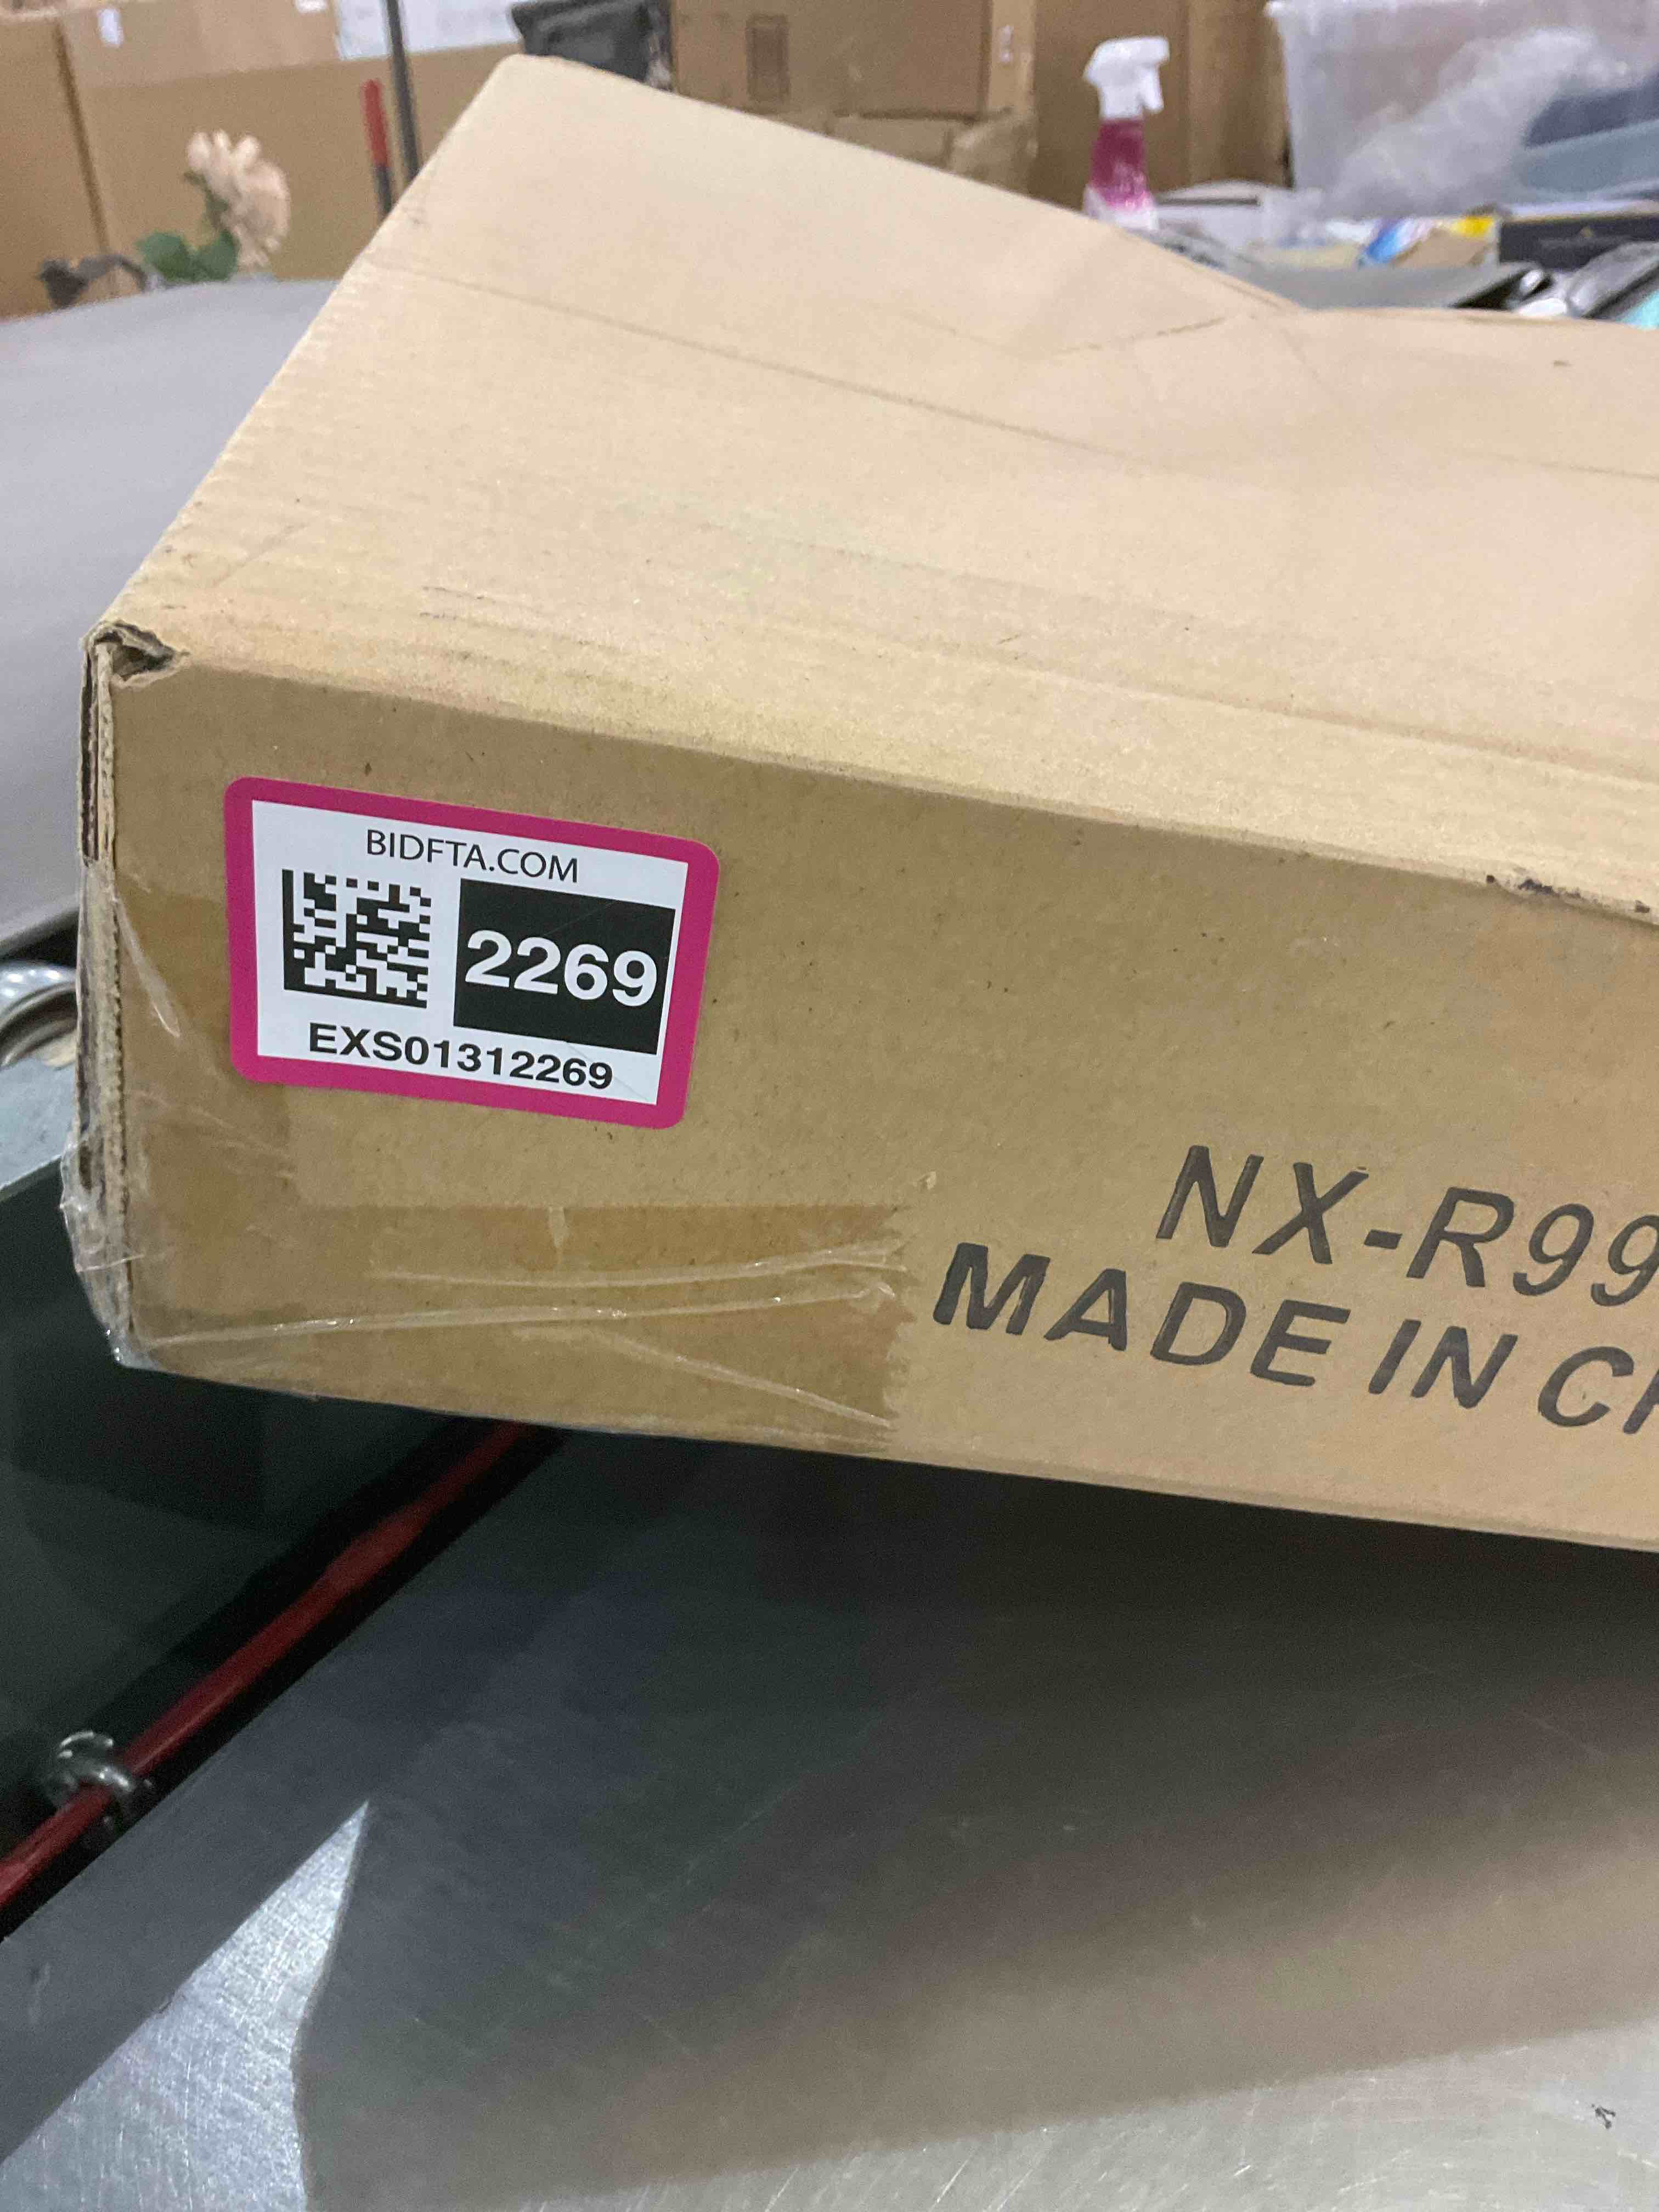 BIDFTA.COM
2269
EXS01312269
NX-R99
MADE IN